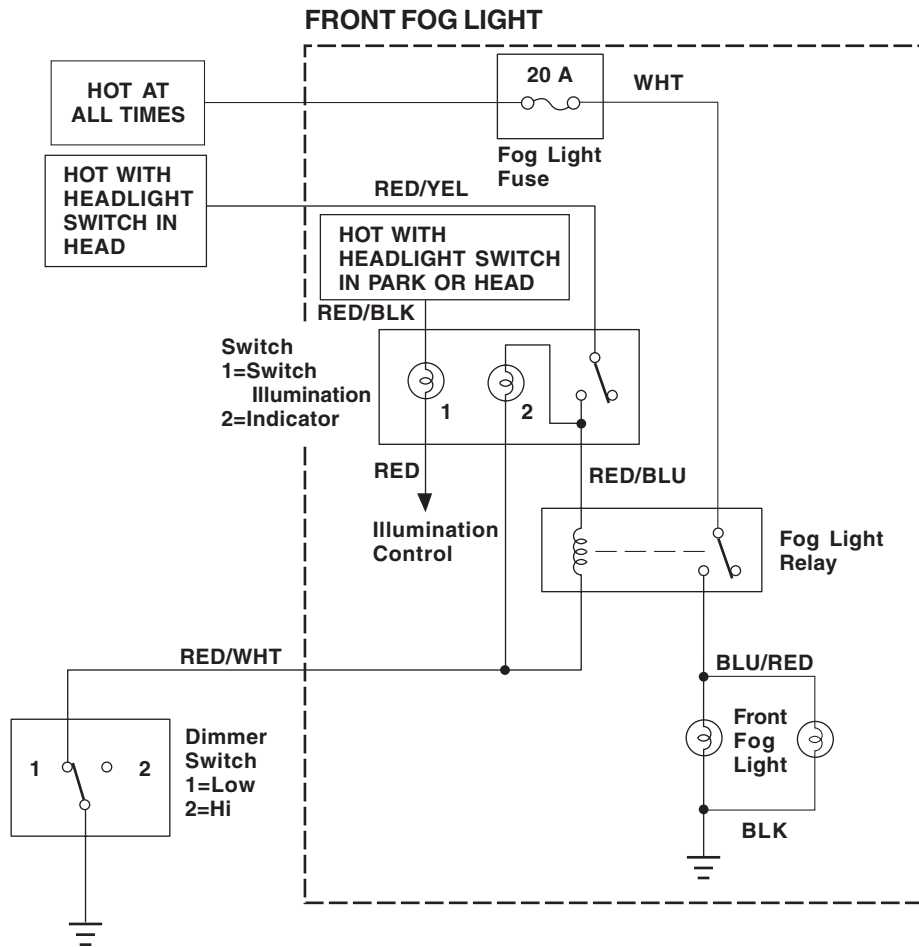 FRONT FOG LIGHT
HOT AT
ALL TIMES
20 A
WHT
Fog Light
Fuse
HOT WITH
HEADLIGHT
SWITCH IN
HEAD
RED/YEL
HOT WITH
HEADLIGHT SWITCH
IN PARK OR HEAD
RED/BLK
Switch
1=Switch
Illumination
2=Indicator
1
2
RED
RED/BLU
Illumination
Control
Fog Light
Relay
RED/WHT
BLU/RED
Dimmer
Switch
1=Low
2=Hi
1
2
Front
Fog
Light
BLK